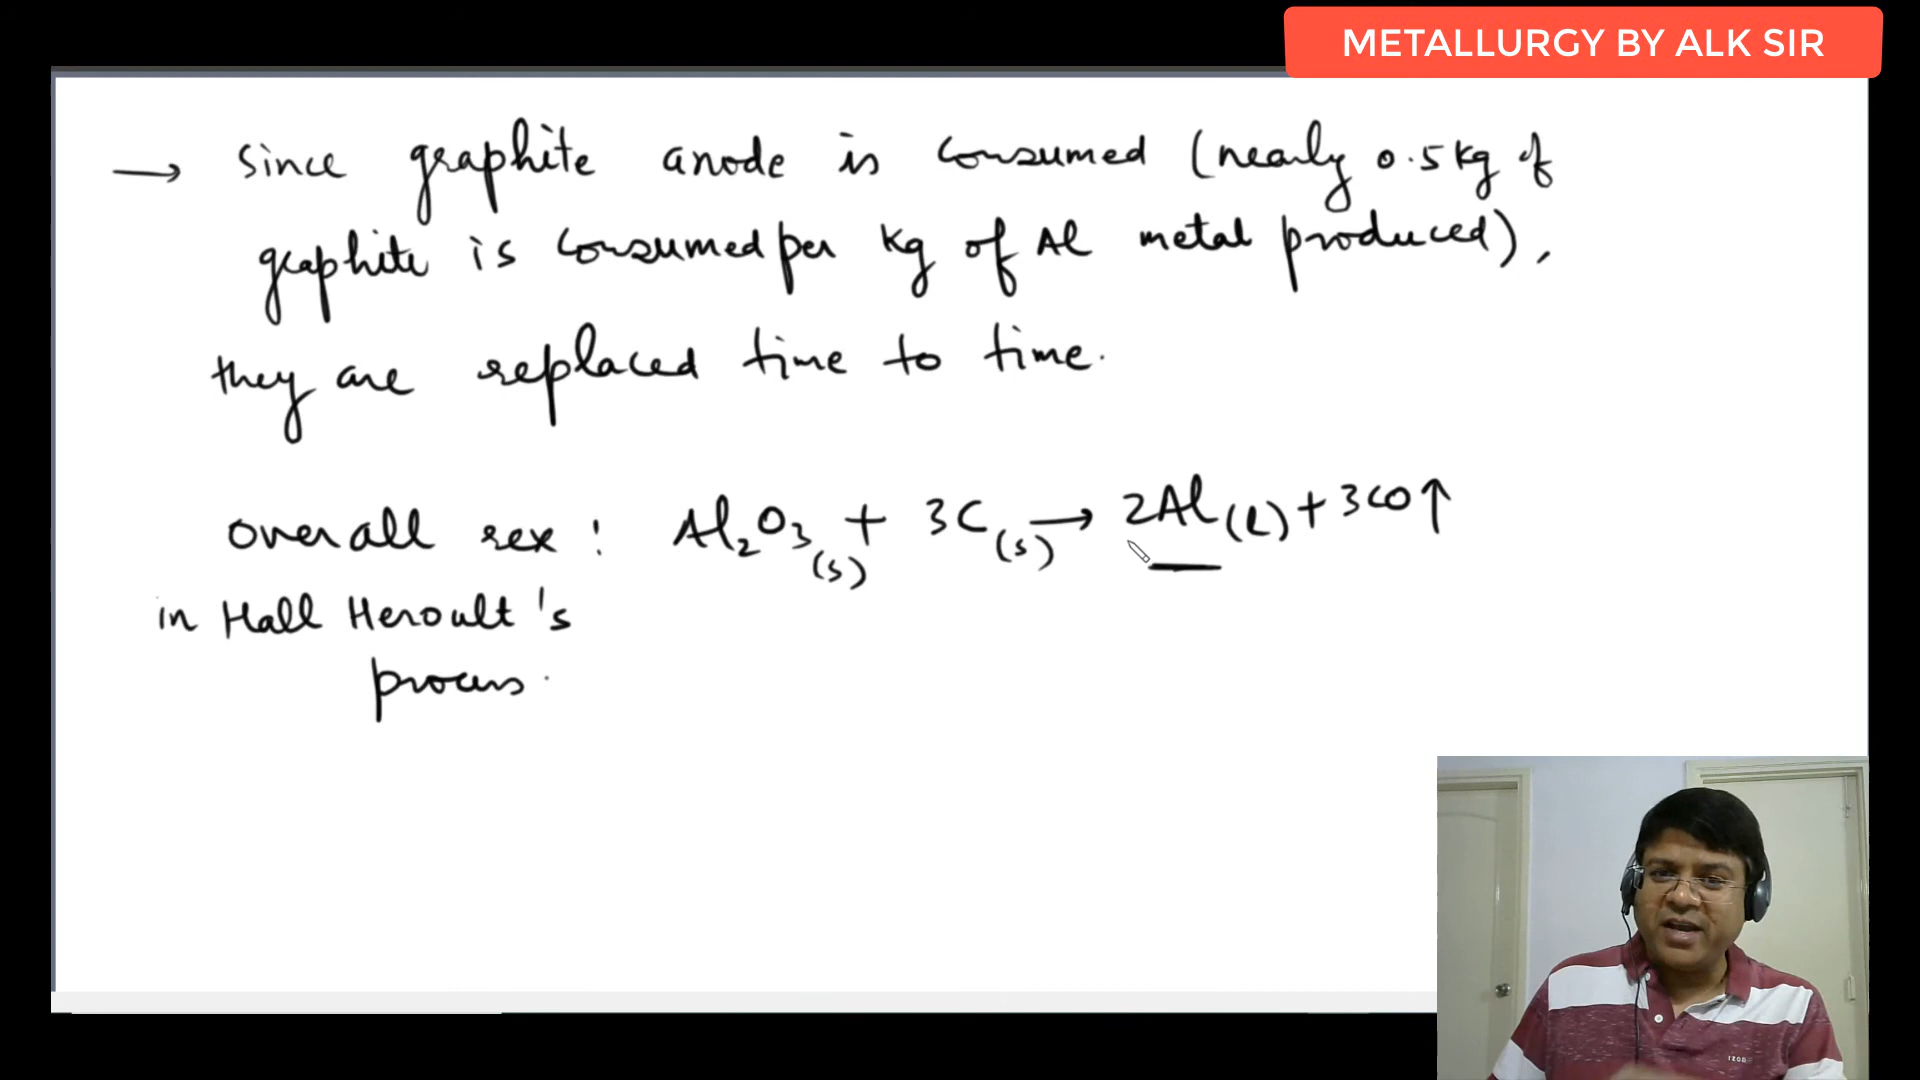 METALLURGY BY ALK SIR
→ Since graphite anode is consumed (nearly 0.5 kg of
graphite is consumed per kg of Al metal produced),
they are replaced time to time.
Overall rex : Al₂O₃(s) + 3C(s) → 2Al(l) + 3CO↑
in Hall Heroult's
process.